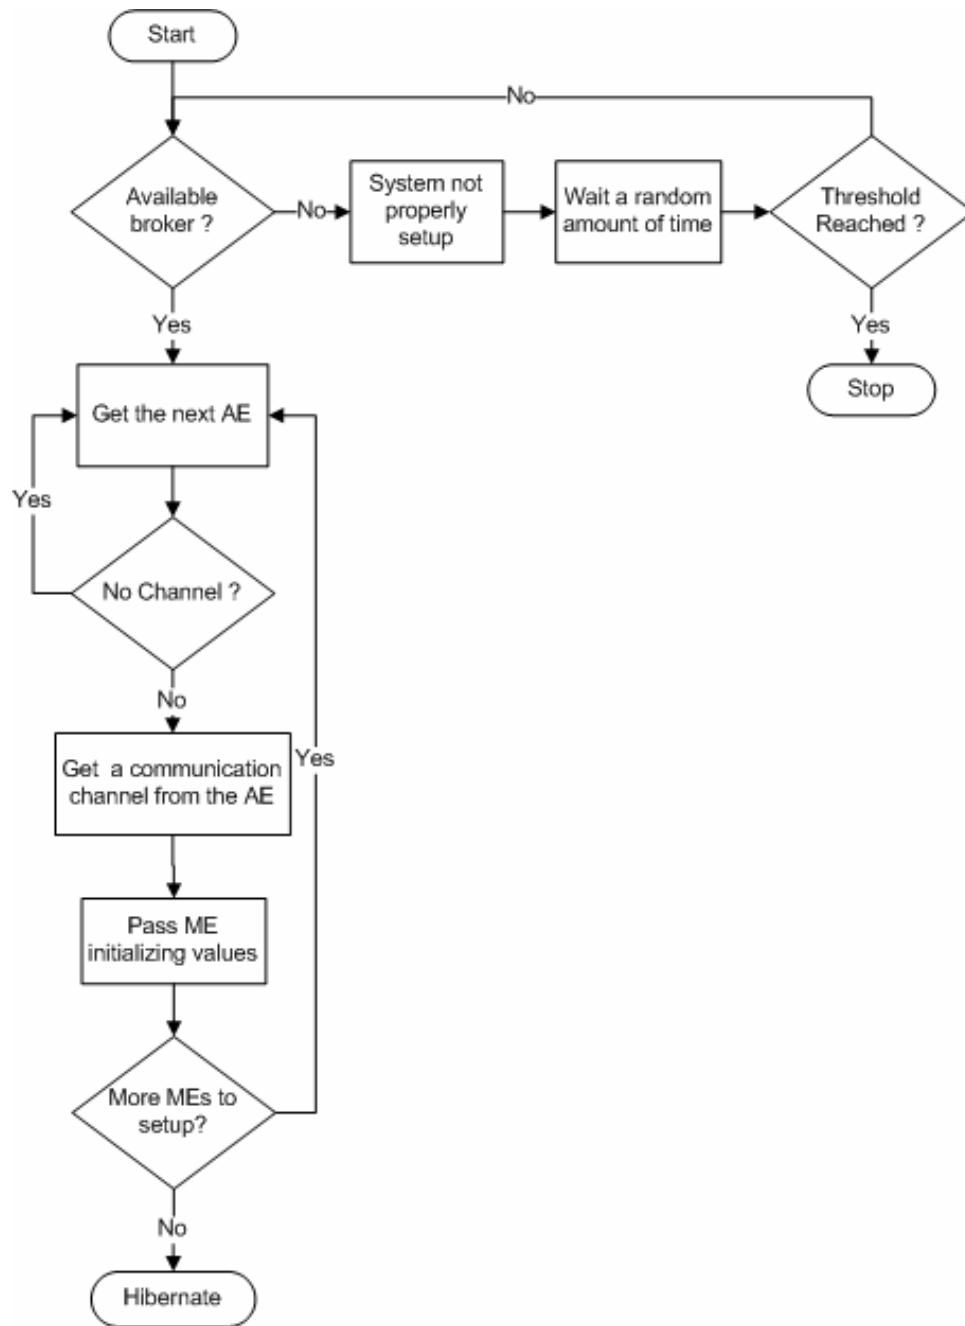 Start
No
Available
broker ?
No
System not
properly
setup
Wait a random
amount of time
Threshold
Reached ?
Yes
Yes
Stop
Get the next AE
Yes
No Channel ?
No
Get a communication
channel from the AE
Yes
Pass ME
initializing values
More MEs to
setup?
No
Hibernate